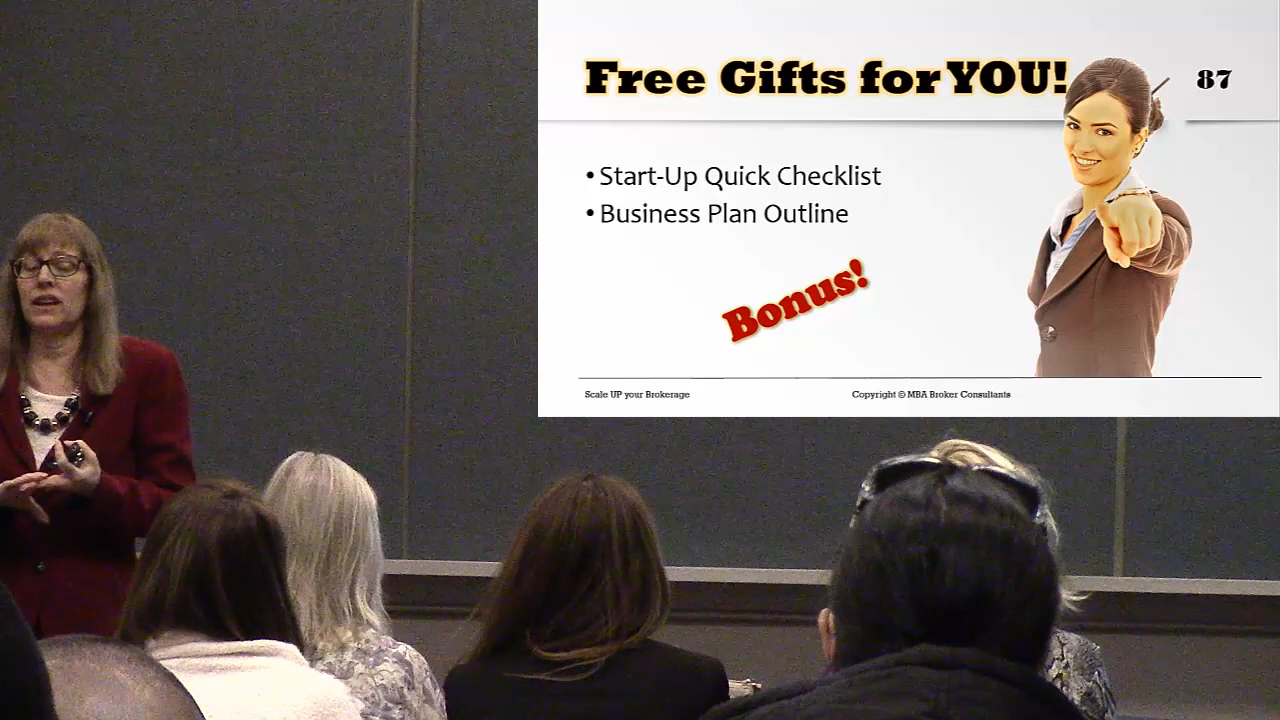 Free Gifts for YOU!
87
• Start-Up Quick Checklist
• Business Plan Outline
Bonus!
Scale UP your Brokerage
Copyright © MBA Broker Consultants